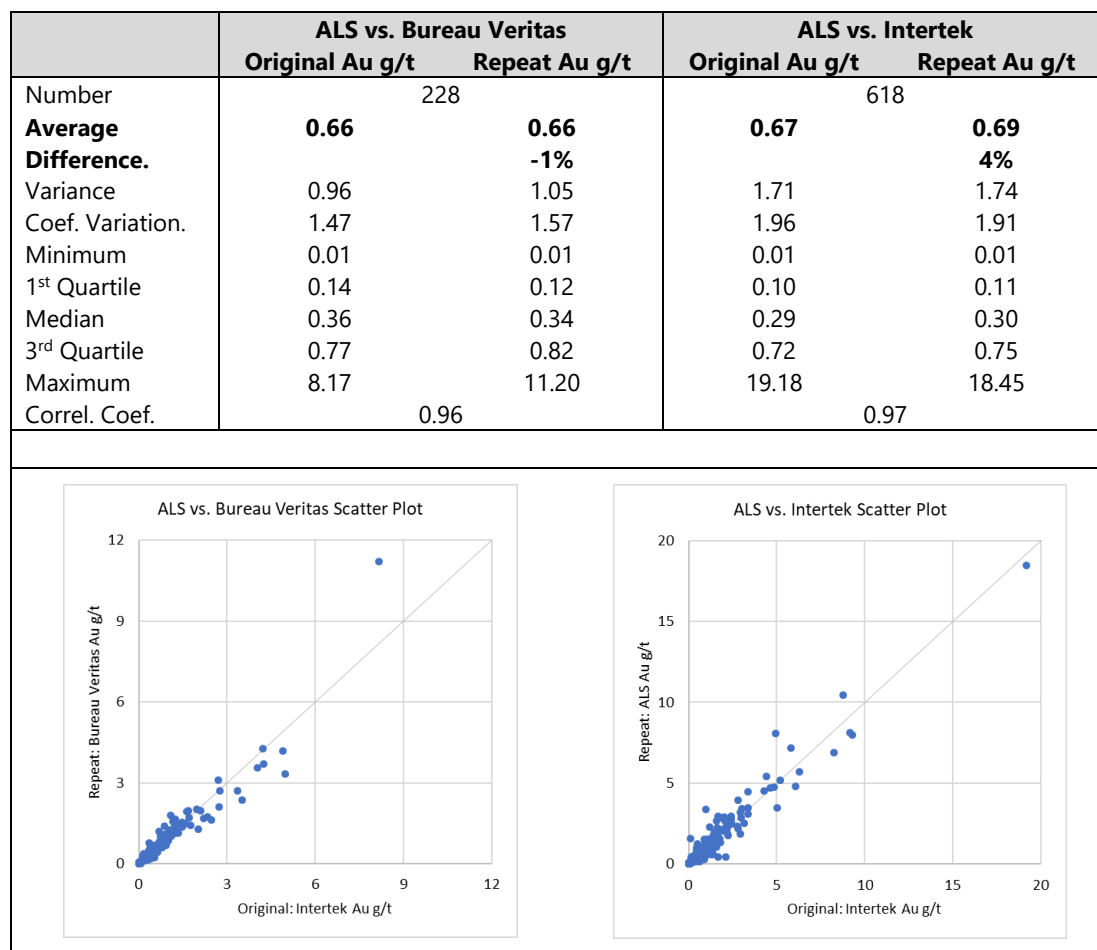 ALS vs. Bureau Veritas ALS vs. Intertek
Original Au g/t Repeat Au g/t Original Au g/t Repeat Au g/t
Number 228 618
Average 0.66 0.66 0.67 0.69
Difference. -1% 4%
Variance 0.96 1.05 1.71 1.74
Coef. Variation. 1.47 1.57 1.96 1.91
Minimum 0.01 0.01 0.01 0.01
1st Quartile 0.14 0.12 0.10 0.11
Median 0.36 0.34 0.29 0.30
3rd Quartile 0.77 0.82 0.72 0.75
Maximum 8.17 11.20 19.18 18.45
Correl. Coef. 0.96 0.97
ALS vs. Bureau Veritas Scatter Plot
12
9
6
3
0
Repeat: Bureau Veritas Au g/t
0 3 6 9 12
Original: Intertek Au g/t
ALS vs. Intertek Scatter Plot
20
15
10
5
0
Repeat: ALS Au g/t
0 5 10 15 20
Original: Intertek Au g/t